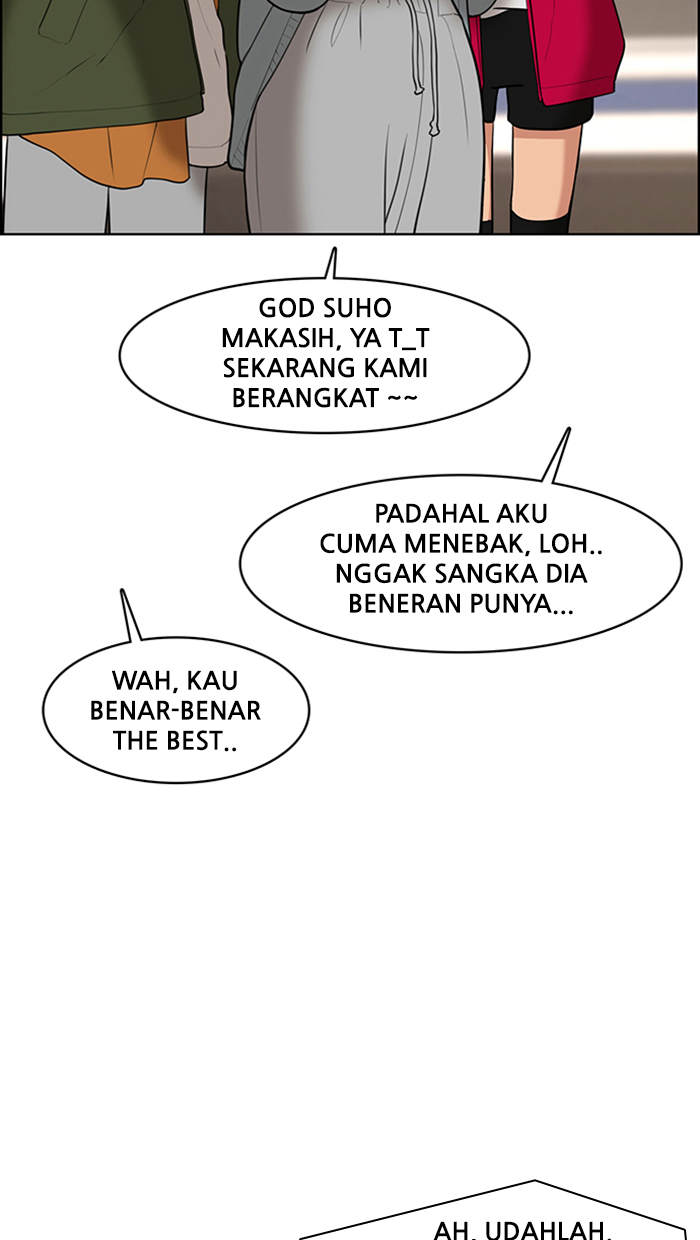 GOD SUHO
MAKASIH, YA T_T
SEKARANG KAMI
BERANGKAT ~~
PADAHAL AKU
CUMA MENEBAK, LOH..
NGGAK SANGKA DIA
BENERAN PUNYA...
WAH, KAU
BENAR-BENAR
THE BEST..
AH, UDAHLAH.